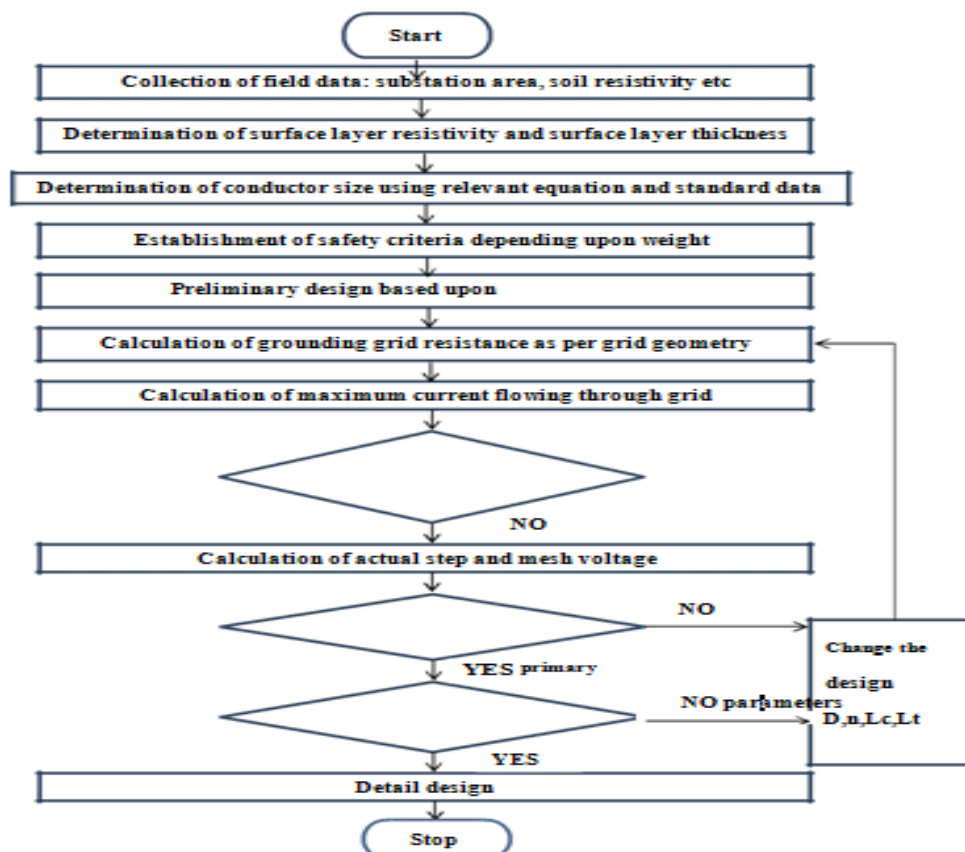 Start
Collection of field data: substation area, soil resistivity etc
Determination of surface layer resistivity and surface layer thickness
Determination of conductor size using relevant equation and standard data
Establishment of safety criteria depending upon weight
Preliminary design based upon
Calculation of grounding grid resistance as per grid geometry
Calculation of maximum current flowing through grid
NO
Calculation of actual step and mesh voltage
NO
Change the
design
YES primary
NO parameters
D,n,Lc,Lt
YES
Detail design
Stop